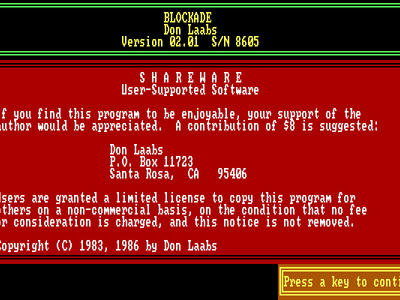 BLOCKADE
Don Laabs
Version 02.01 S/N 8605
S H A R E W A R E
User-Supported Software
f you find this program to be enjoyable, your support of the
author would be appreciated. A contribution of $8 is suggested:
Don Laabs
P.O. Box 11723
Santa Rosa, CA 95406
Users are granted a limited license to copy this program for
others on a non-commercial basis, on the condition that no fee
or consideration is charged, and this notice is not removed.
Copyright (C) 1983, 1986 by Don Laabs
Press a key to conti